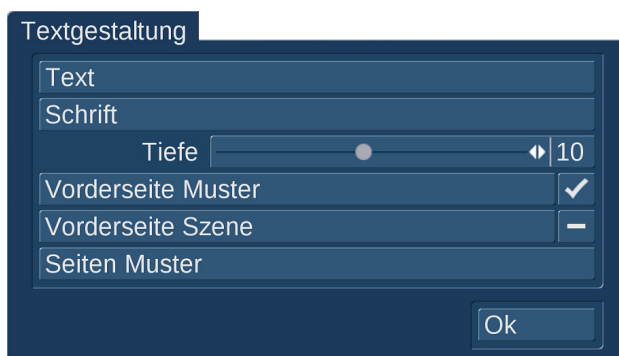 Textgestaltung
Text
Schrift
Tiefe 10
Vorderseite Muster
Vorderseite Szene
Seiten Muster
Ok